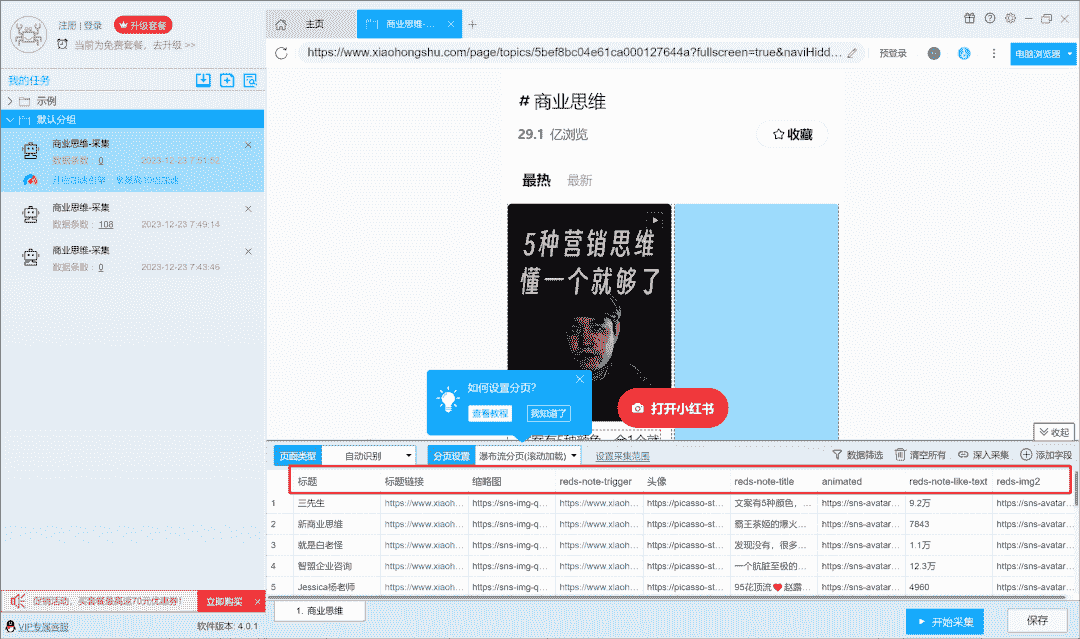 注册 | 登录 升级套餐
当前为免费套餐，去升级 >>
我的任务
示例
默认分组
商业思维-采集
数据条数： 0 2023-12-23 7:51:52
商业思维-采集
数据条数： 108 2023-12-23 7:49:14
商业思维-采集
数据条数： 0 2023-12-23 7:43:46
促销活动，买套餐最高返70元优惠券！ 立即购买 ×
VIP专属客服 软件版本: 4.0.1
主页 商业思维-... × +
https://www.xiaohongshu.com/page/topics/5bef8bc04e61ca000127644a?fullscreen=true&naviHidd... 预登录 电脑浏览器
# 商业思维
29.1 亿浏览
收藏
最热 最新
5种营销思维
懂一个就够了
如何设置分页?
查看教程 我知道了
打开小红书
收起
页面类型 自动识别 分页设置 瀑布流分页(滚动加载) 设置采集范围 数据筛选 清空所有 深入采集 添加字段
标题 标题链接 缩略图 reds-note-trigger 头像 reds-note-title animated reds-note-like-text reds-img2
1 三先生 https://www.xiaoh... https://sns-img-q... https://www.xiaoh... https://picasso-st... 文案有5种颜色，... https://sns-avatar... 9.2万 https://sns-avatar...
2 新商业思维 https://www.xiaoh... https://sns-img-q... https://www.xiaoh... https://picasso-st... 霸王茶姬的爆火... https://sns-avatar... 7843 https://sns-avatar...
3 就是白老怪 https://www.xiaoh... https://sns-img-q... https://www.xiaoh... https://picasso-st... 发现没有，很多... https://sns-avatar... 1.1万 https://sns-avatar...
4 智盟企业咨询 https://www.xiaoh... https://sns-img-q... https://www.xiaoh... https://picasso-st... 一个肮脏至极的... https://sns-avatar... 12.3万 https://sns-avatar...
5 Jessica杨老师 https://www.xiaoh... https://sns-img-q... https://www.xiaoh... https://picasso-st... 95花顶流❤️赵露... https://sns-avatar... 4960 https://sns-avatar...
1. 商业思维
开始采集 保存